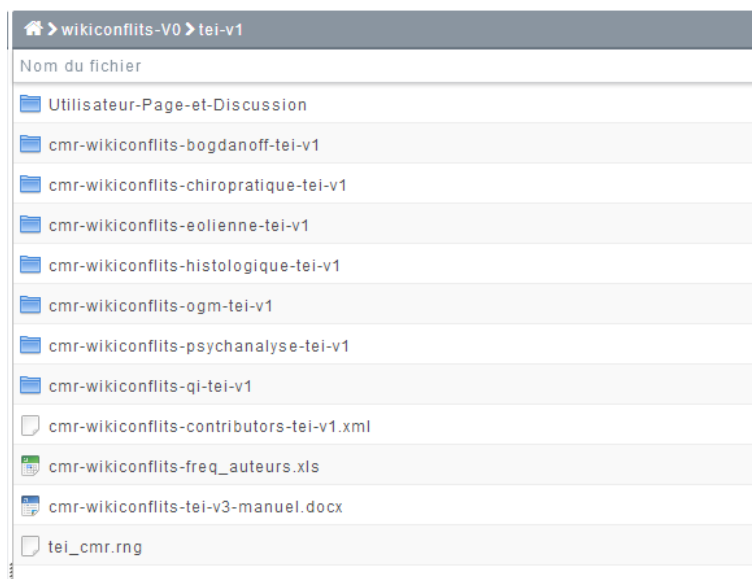 wikiconflits-V0 tei-v1
Nom du fichier
Utilisateur-Page-et-Discussion
cmr-wikiconflits-bogdanoff-tei-v1
cmr-wikiconflits-chiropratique-tei-v1
cmr-wikiconflits-eolienne-tei-v1
cmr-wikiconflits-histologique-tei-v1
cmr-wikiconflits-ogm-tei-v1
cmr-wikiconflits-psychanalyse-tei-v1
cmr-wikiconflits-qi-tei-v1
cmr-wikiconflits-contributors-tei-v1.xml
cmr-wikiconflits-freq_auteurs.xls
cmr-wikiconflits-tei-v3-manuel.docx
tei_cmr.rng